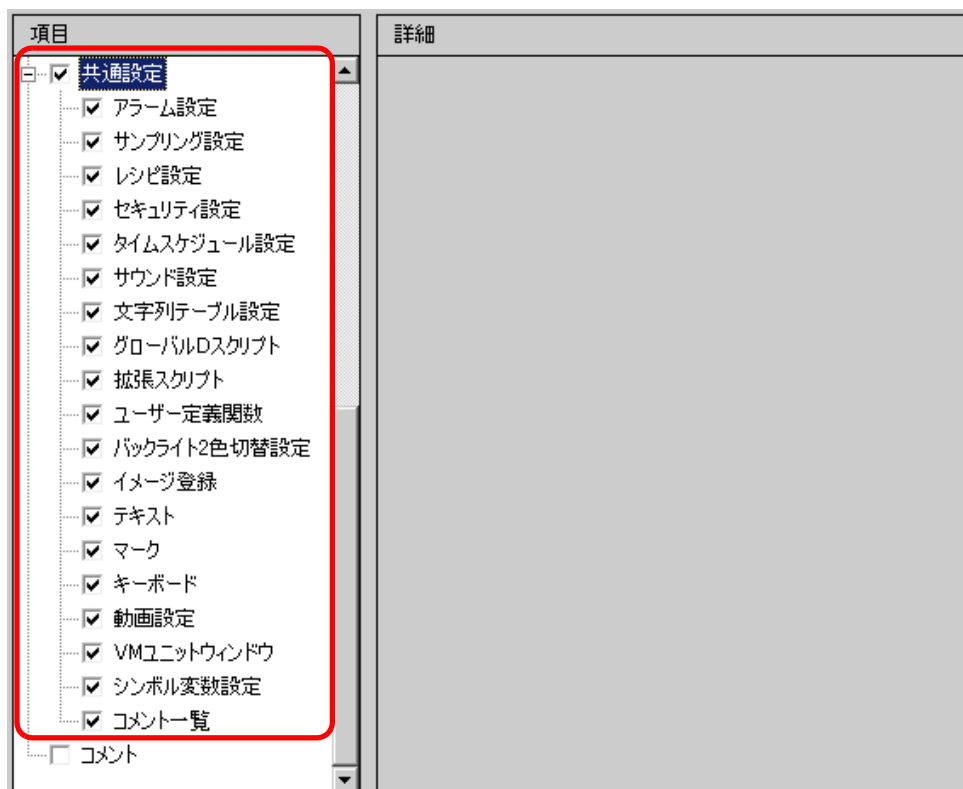 項目
詳細
共通設定
アラーム設定
サンプリング設定
レシピ設定
セキュリティ設定
タイムスケジュール設定
サウンド設定
文字列テーブル設定
グローバルDスクリプト
拡張スクリプト
ユーザー定義関数
バックライト2色切替設定
イメージ登録
テキスト
マーク
キーボード
動画設定
VMユニットウィンドウ
シンボル変数設定
コメント一覧
コメント